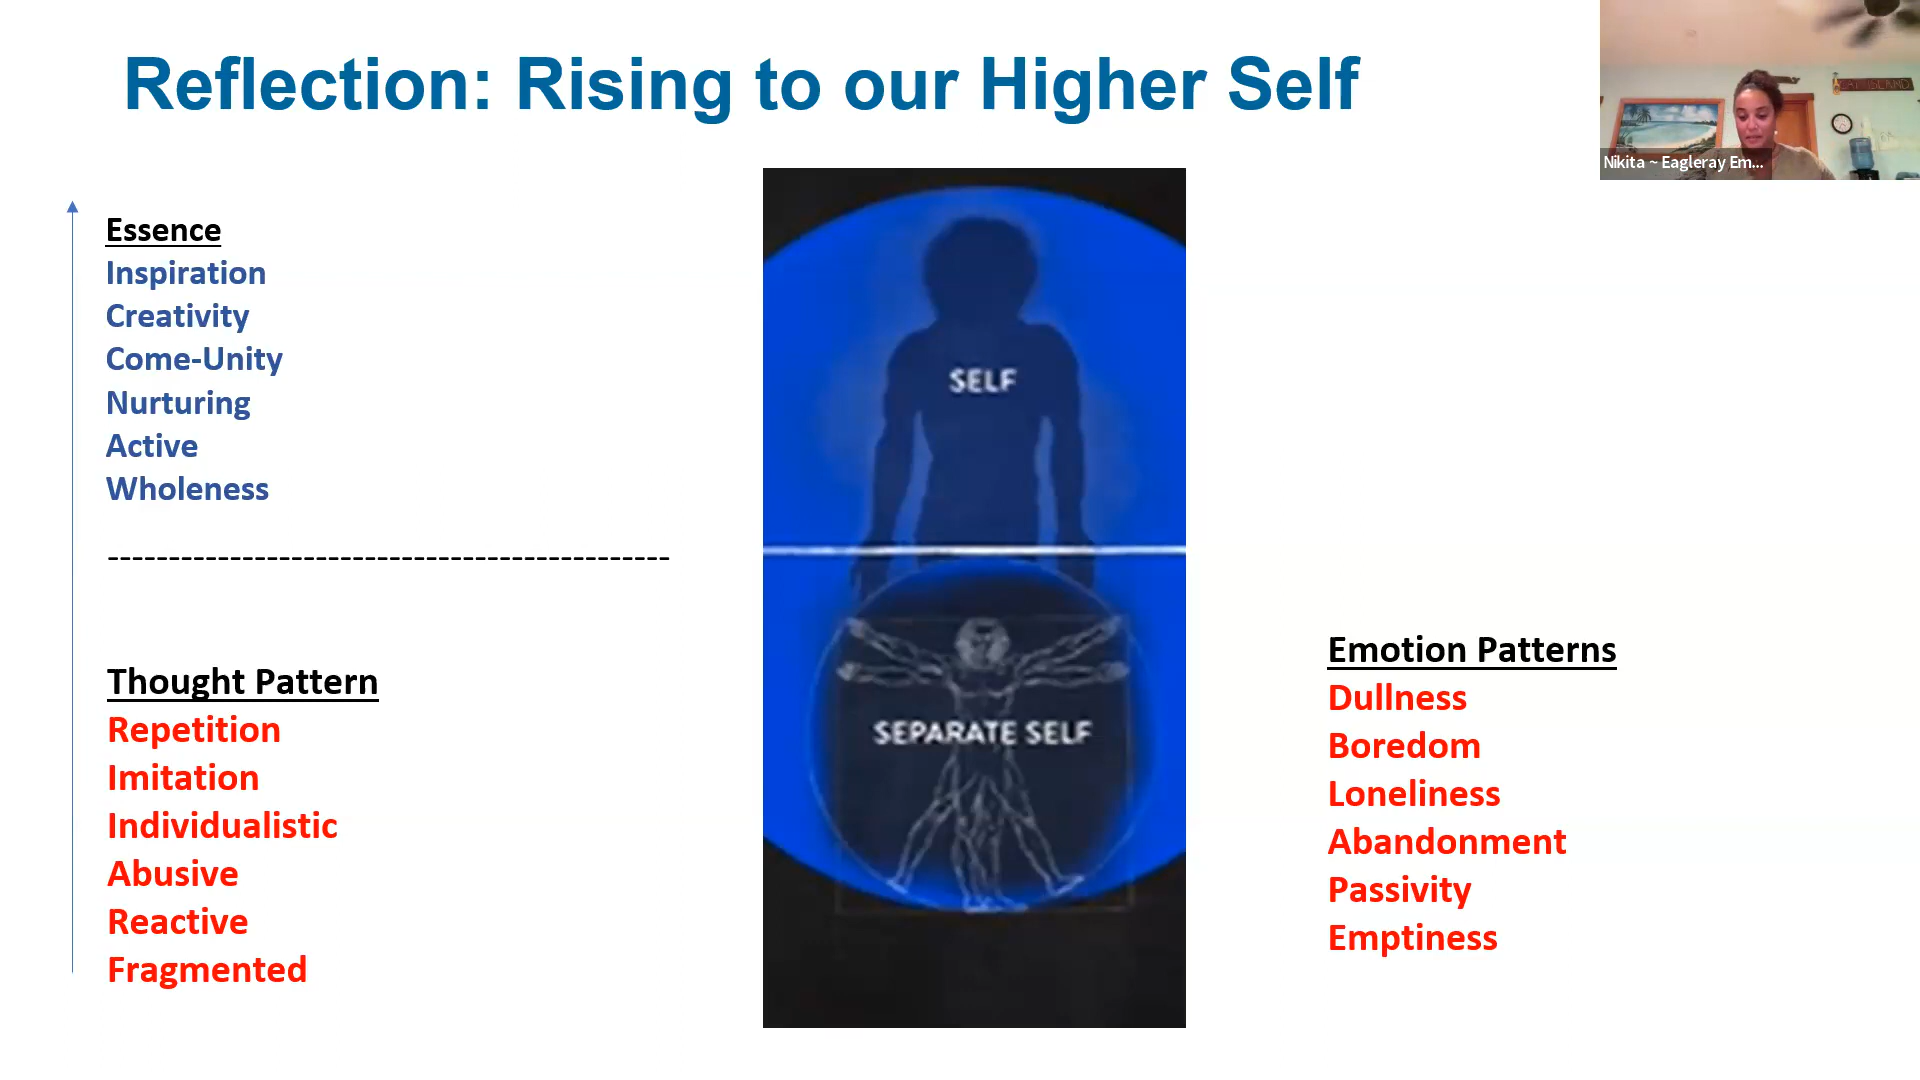 Reflection: Rising to our Higher Self
Nikita ~ Eagleray Em...
Essence
Inspiration
Creativity
Come-Unity
Nurturing
Active
Wholeness
----------------------------------------------
SELF
SEPARATE SELF
Thought Pattern
Repetition
Imitation
Individualistic
Abusive
Reactive
Fragmented
Emotion Patterns
Dullness
Boredom
Loneliness
Abandonment
Passivity
Emptiness